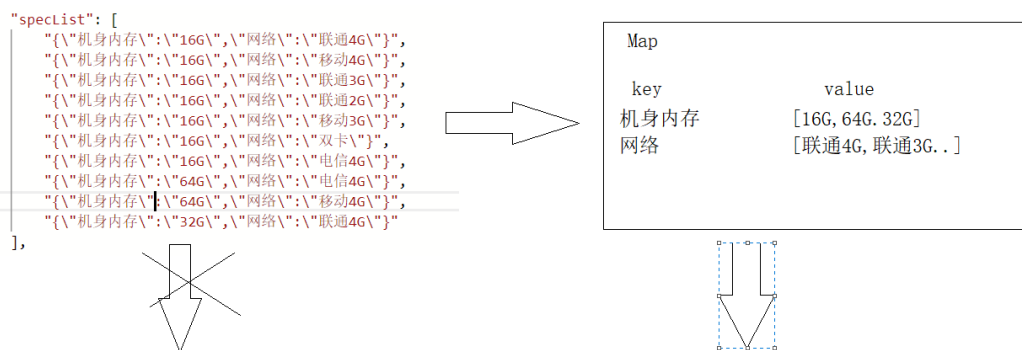 "specList": [
"{\"机身内存\":\"16G\",\"网络\":\"联通4G\"}",
"{\"机身内存\":\"16G\",\"网络\":\"移动4G\"}",
"{\"机身内存\":\"16G\",\"网络\":\"联通3G\"}",
"{\"机身内存\":\"16G\",\"网络\":\"联通2G\"}",
"{\"机身内存\":\"16G\",\"网络\":\"移动3G\"}",
"{\"机身内存\":\"16G\",\"网络\":\"双卡\"}",
"{\"机身内存\":\"16G\",\"网络\":\"电信4G\"}",
"{\"机身内存\":\"64G\",\"网络\":\"电信4G\"}",
"{\"机身内存\":\"64G\",\"网络\":\"移动4G\"}",
"{\"机身内存\":\"32G\",\"网络\":\"联通4G\"}"
],
Map
key value
机身内存 [16G,64G.32G]
网络 [联通4G,联通3G..]